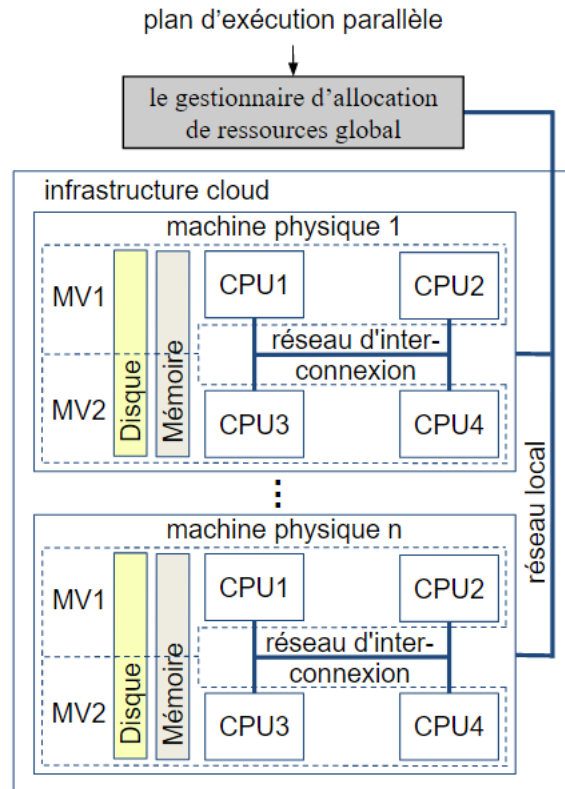 plan d'exécution parallèle
le gestionnaire d'allocation
de ressources global
infrastructure cloud
machine physique 1
MV1
MV2
Disque
Mémoire
CPU1
CPU2
réseau d'inter-
connexion
CPU3
CPU4
⋮
machine physique n
MV1
MV2
Disque
Mémoire
CPU1
CPU2
réseau d'inter-
connexion
CPU3
CPU4
réseau local